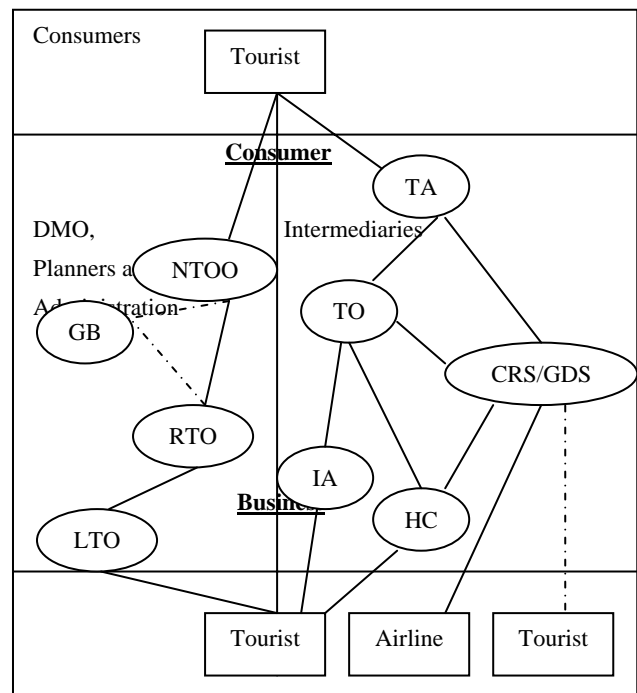 Consumers
Tourist
Consumer
TA
DMO,
Intermediaries
Planners a
NTOO
Administration
TO
GB
CRS/GDS
RTO
IA
Busines
HC
LTO
Tourist
Airline
Tourist